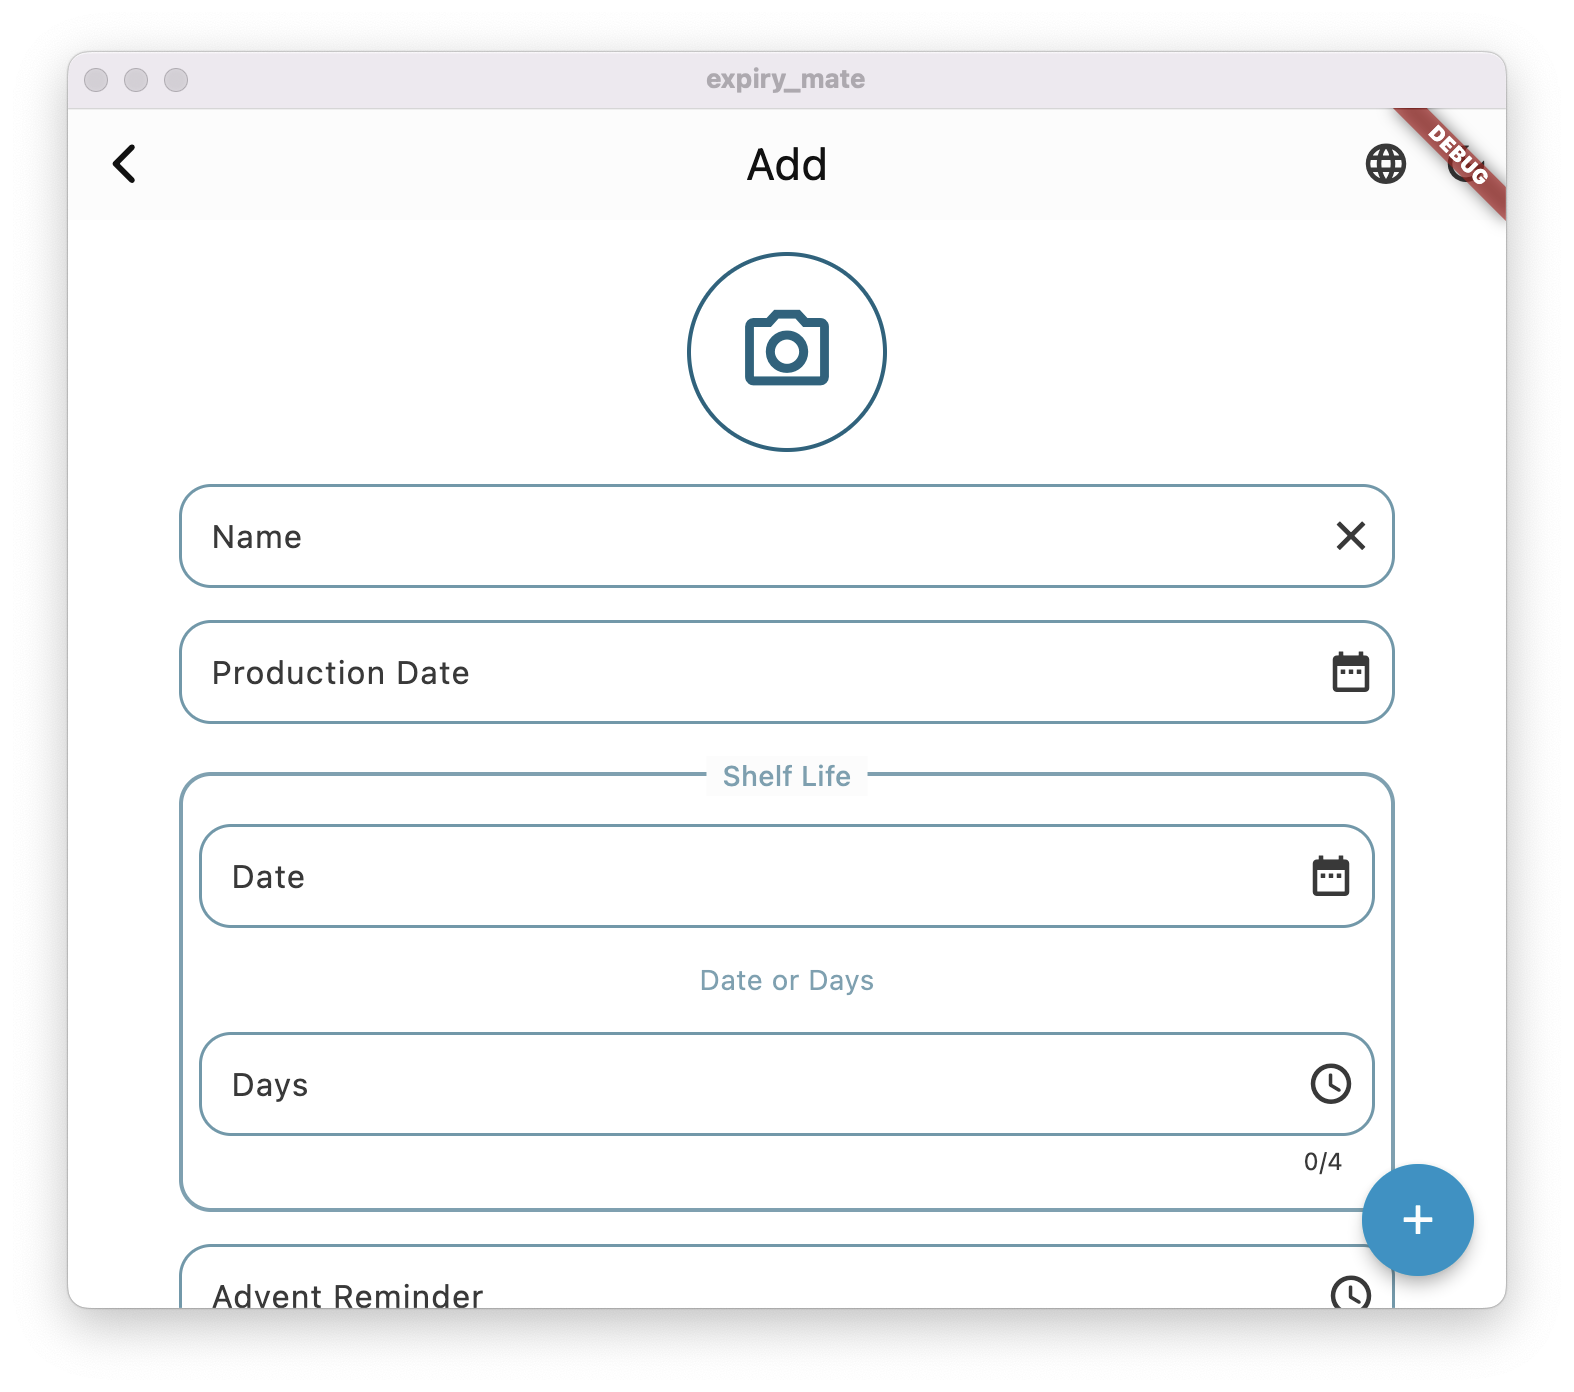 expiry_mate
Add
DEBUG
Name
Production Date
Shelf Life
Date
Date or Days
Days
0/4
Advent Reminder